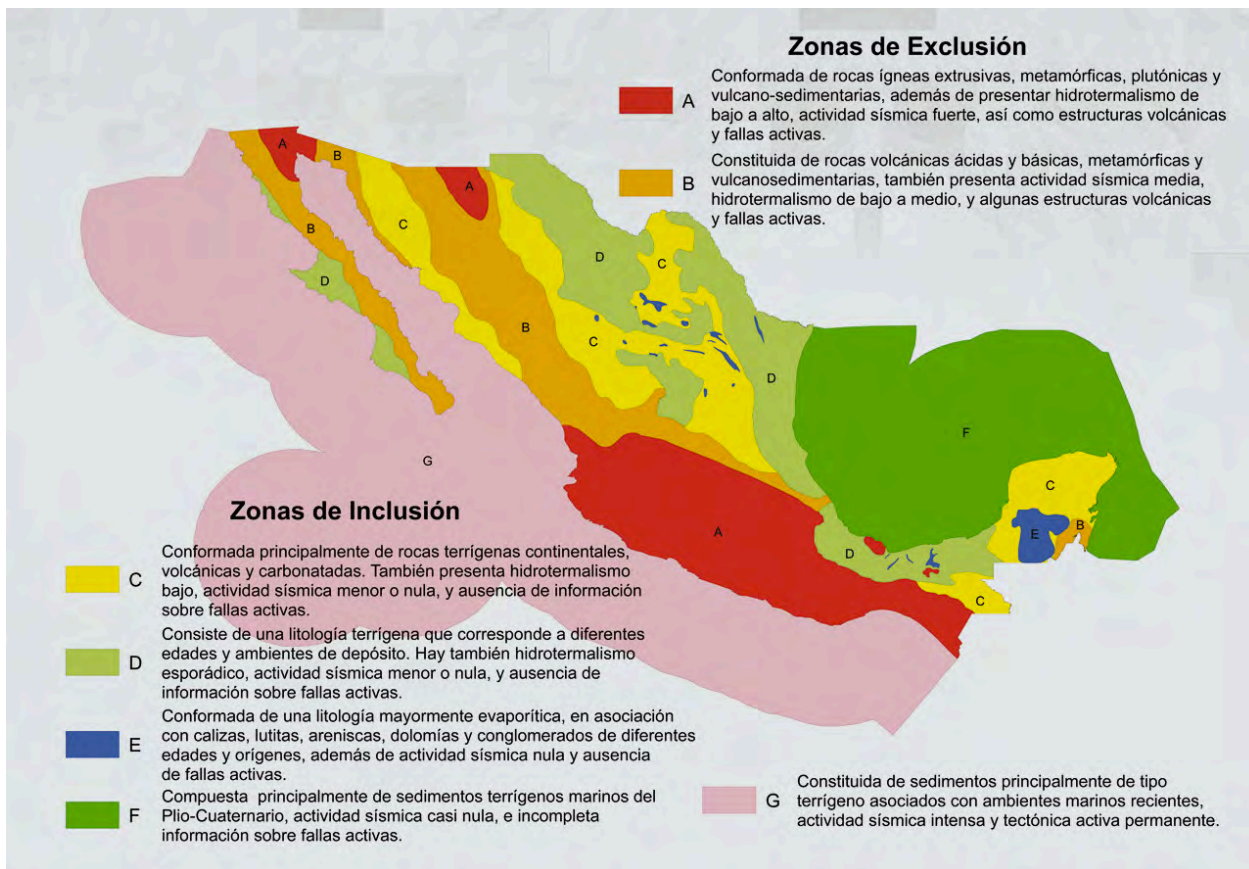 Zonas de Exclusión
A
Conformada de rocas ígneas extrusivas, metamórficas, plutónicas y
vulcano-sedimentarias, además de presentar hidrotermalismo de
bajo a alto, actividad sísmica fuerte, así como estructuras volcánicas
y fallas activas.
B
Constituida de rocas volcánicas ácidas y básicas, metamórficas y
vulcanosedimentarias, también presenta actividad sísmica media,
hidrotermalismo de bajo a medio, y algunas estructuras volcánicas
y fallas activas.
A
B
A
C
B
D
D
C
B
C
D
F
G
A
C
E
B
D
C
Zonas de Inclusión
C
Conformada principalmente de rocas terrígenas continentales,
volcánicas y carbonatadas. También presenta hidrotermalismo
bajo, actividad sísmica menor o nula, y ausencia de información
sobre fallas activas.
D
Consiste de una litología terrígena que corresponde a diferentes
edades y ambientes de depósito. Hay también hidrotermalismo
esporádico, actividad sísmica menor o nula, y ausencia de
información sobre fallas activas.
E
Conformada de una litología mayormente evaporítica, en asociación
con calizas, lutitas, areniscas, dolomías y conglomerados de diferentes
edades y orígenes, además de actividad sísmica nula y ausencia
de fallas activas.
F
Compuesta principalmente de sedimentos terrígenos marinos del
Plio-Cuaternario, actividad sísmica casi nula, e incompleta
información sobre fallas activas.
G
Constituida de sedimentos principalmente de tipo
terrígeno asociados con ambientes marinos recientes,
actividad sísmica intensa y tectónica activa permanente.